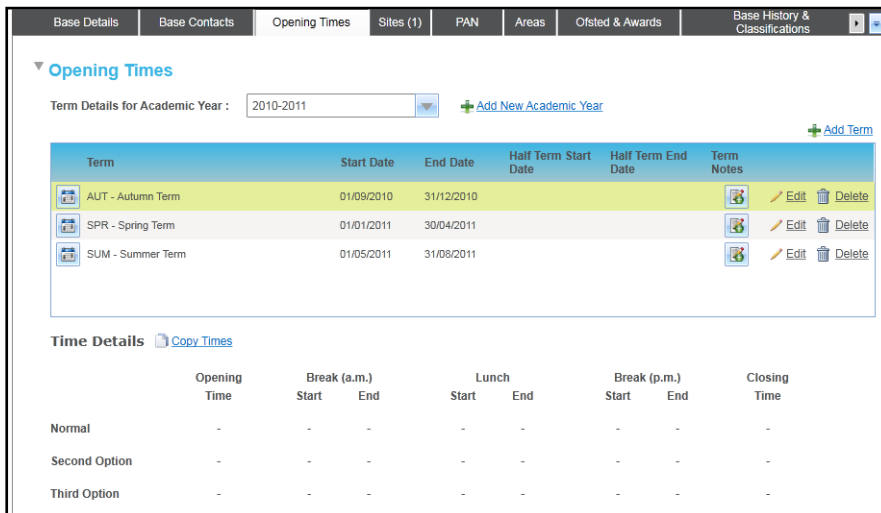 Base Details Base Contacts Opening Times Sites (1) PAN Areas Ofsted & Awards Base History & Classifications
Opening Times
Term Details for Academic Year : 2010-2011 Add New Academic Year
Add Term
Term Start Date End Date Half Term Start Date Half Term End Date Term Notes
AUT - Autumn Term 01/09/2010 31/12/2010 Edit Delete
SPR - Spring Term 01/01/2011 30/04/2011 Edit Delete
SUM - Summer Term 01/05/2011 31/08/2011 Edit Delete
Time Details Copy Times
Opening Break (a.m.) Lunch Break (p.m.) Closing
Time Start End Start End Start End Time
Normal - - - - - - - -
Second Option - - - - - - - -
Third Option - - - - - - - -